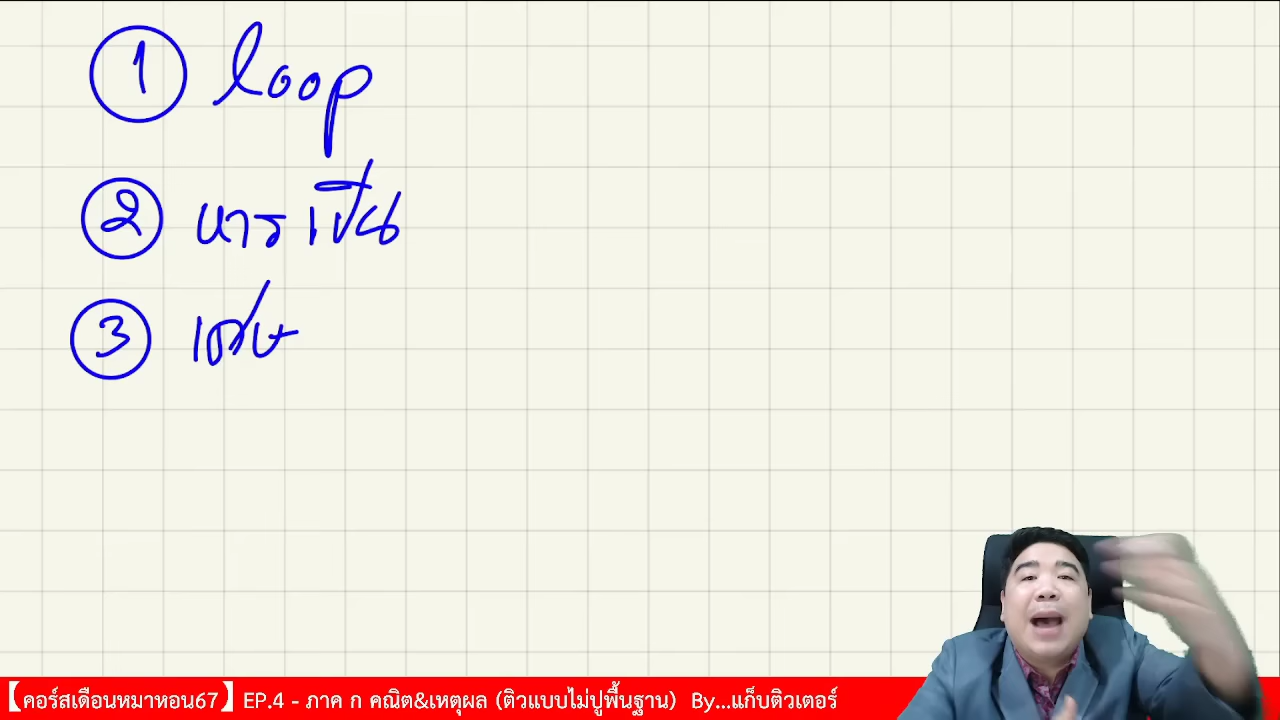 ① loop
② หารเป็น
③ เศษ
【คอร์สเดือนหมาหอน67】 EP.4 - ภาค ก คณิต&เหตุผล (ติวแบบไม่ปูพื้นฐาน) By...แก็บติวเตอร์